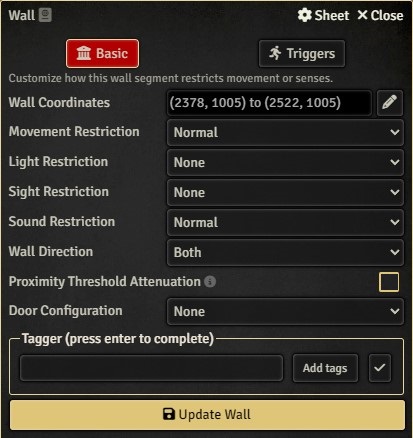 Wall Sheet Close
Basic Triggers
Customize how this wall segment restricts movement or senses.
Wall Coordinates (2378, 1005) to (2522, 1005)
Movement Restriction Normal
Light Restriction None
Sight Restriction None
Sound Restriction Normal
Wall Direction Both
Proximity Threshold Attenuation
Door Configuration None
Tagger (press enter to complete)
Add tags
Update Wall